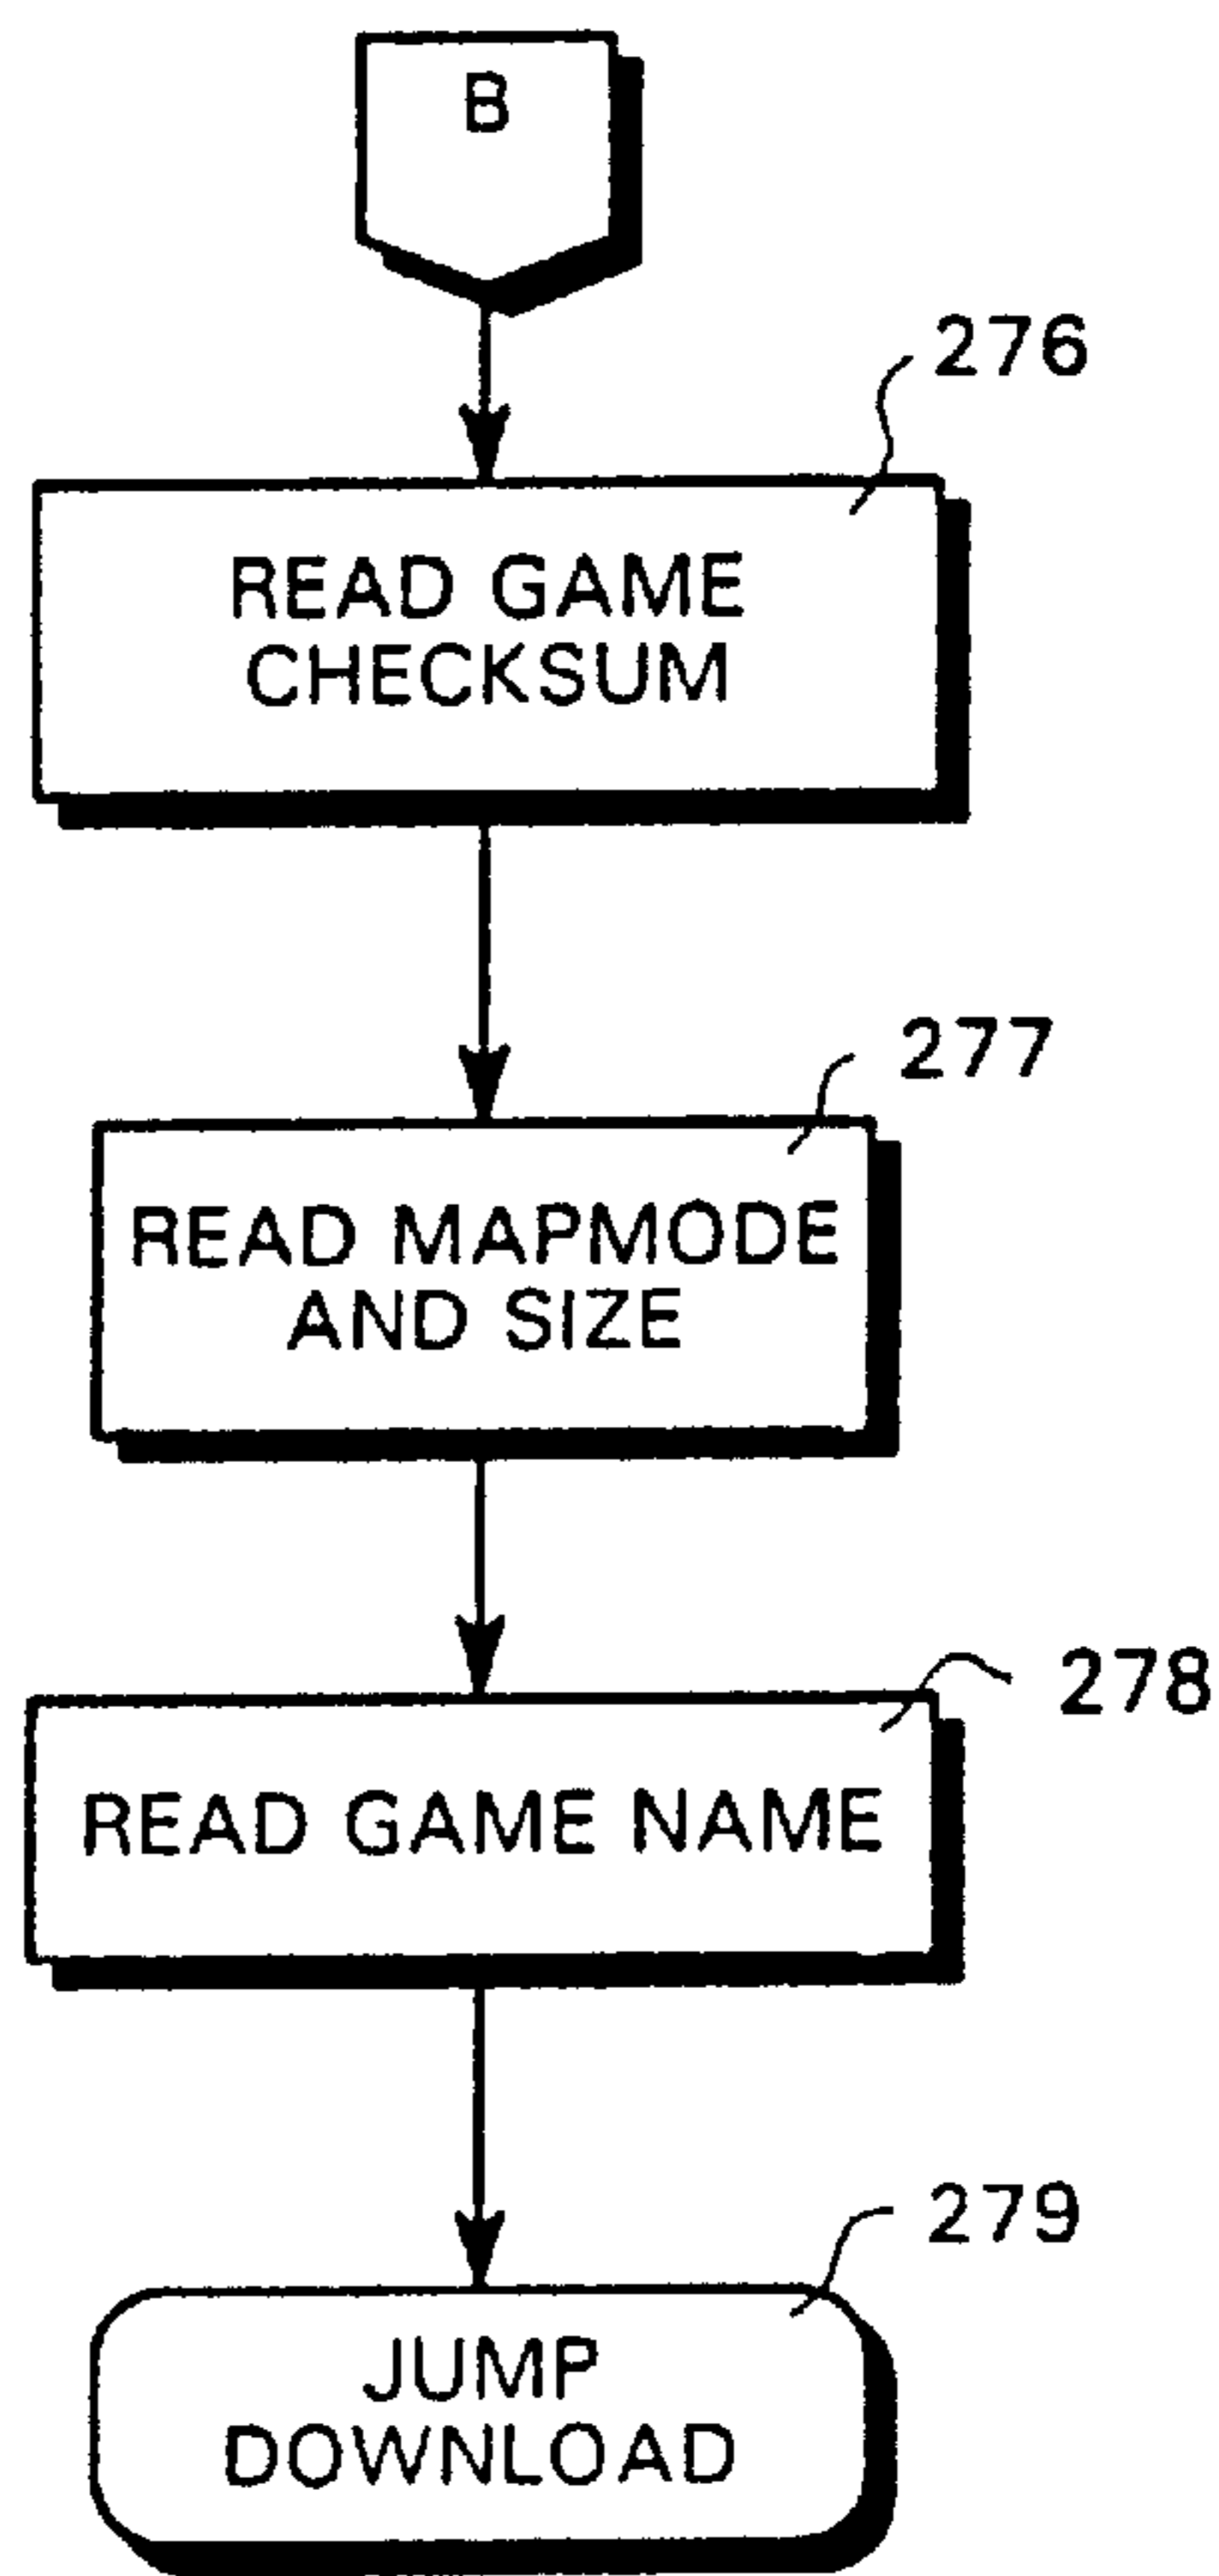 B
276
READ GAME
CHECKSUM
277
READ MAPMODE
AND SIZE
278
READ GAME NAME
279
JUMP
DOWNLOAD